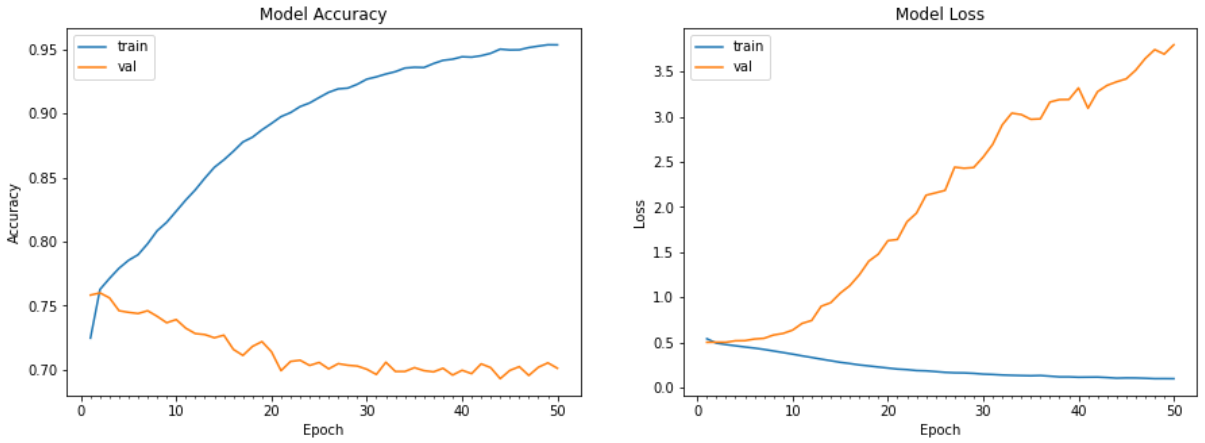 Model Accuracy
0.95
0.90
0.85
0.80
0.75
0.70
Accuracy
train
val
0
10
20
30
40
50
Epoch
Model Loss
3.5
3.0
2.5
2.0
1.5
1.0
0.5
0.0
Loss
train
val
0
10
20
30
40
50
Epoch